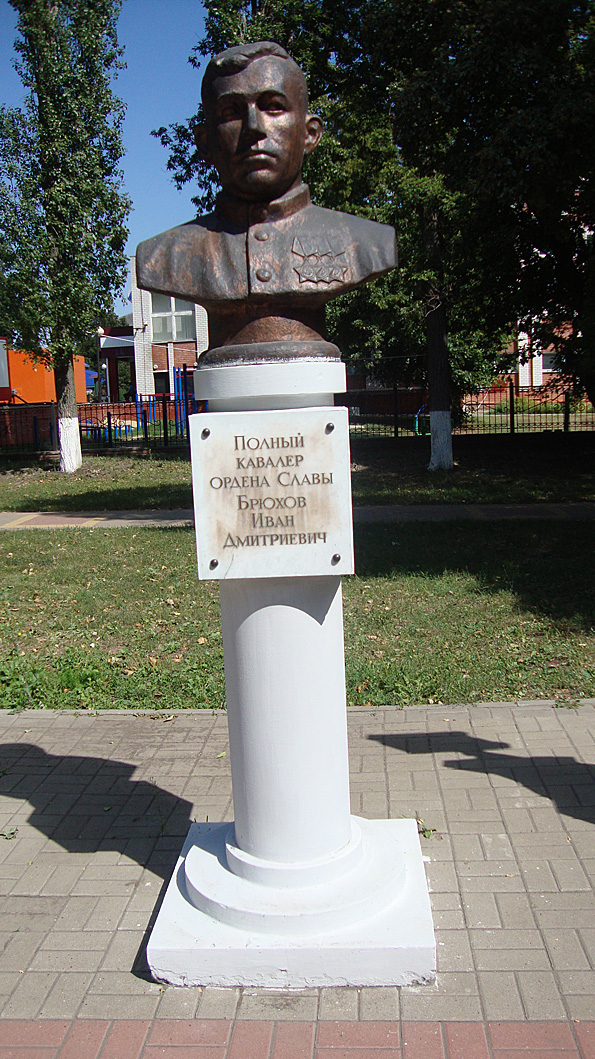 Полный
кавалер
ордена Славы
Брюхов
Иван
Дмитриевич